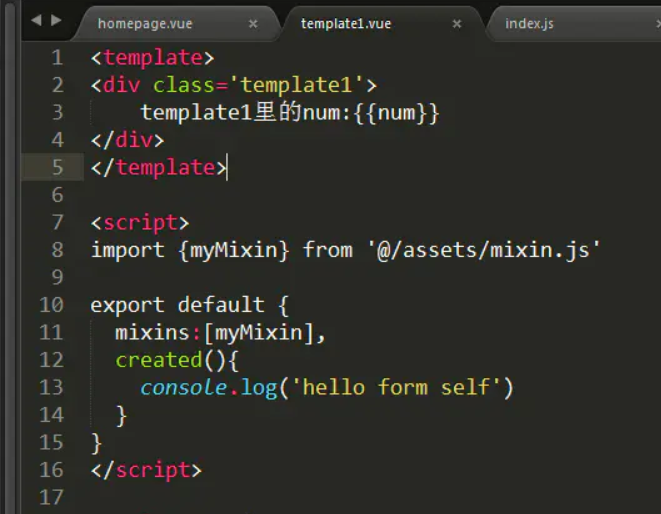 homepage.vue × template1.vue × index.js
1 <template>
2 <div class='template1'>
3 template1里的num:{{num}}
4 </div>
5 </template>
6
7 <script>
8 import {myMixin} from '@/assets/mixin.js'
9
10 export default {
11 mixins:[myMixin],
12 created(){
13 console.log('hello form self')
14 }
15 }
16 </script>
17